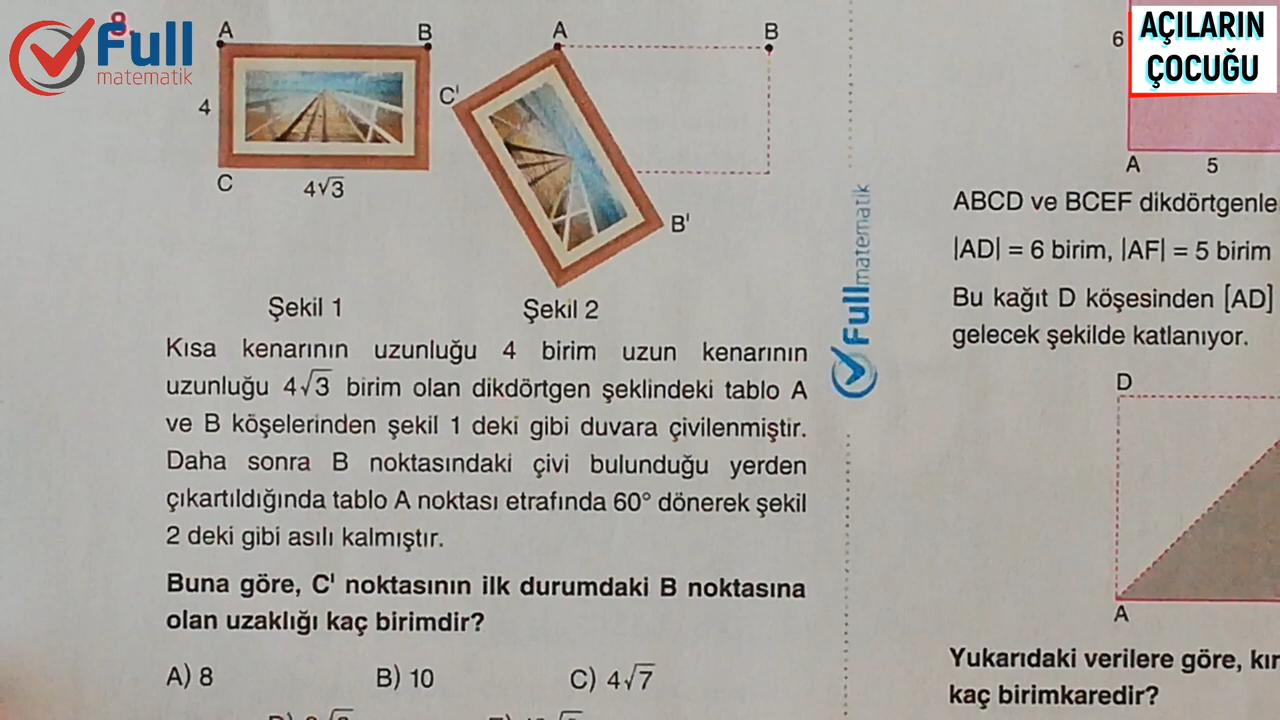 8.
Full
matematik
A
B
4
C
4√3
A
B
C'
B'
Şekil 1
Şekil 2
Kısa kenarının uzunluğu 4 birim uzun kenarının
uzunluğu 4√3 birim olan dikdörtgen şeklindeki tablo A
ve B köşelerinden şekil 1 deki gibi duvara çivilenmiştir.
Daha sonra B noktasındaki çivi bulunduğu yerden
çıkartıldığında tablo A noktası etrafında 60° dönerek şekil
2 deki gibi asılı kalmıştır.
Buna göre, C' noktasının ilk durumdaki B noktasına
olan uzaklığı kaç birimdir?
A) 8 B) 10 C) 4√7
Full matematik
AÇILARIN
ÇOCUĞU
6
A
5
ABCD ve BCEF dikdörtgenle
|AD| = 6 birim, |AF| = 5 birim
Bu kağıt D köşesinden [AD]
gelecek şekilde katlanıyor.
D
A
Yukarıdaki verilere göre, kır
kaç birimkaredir?